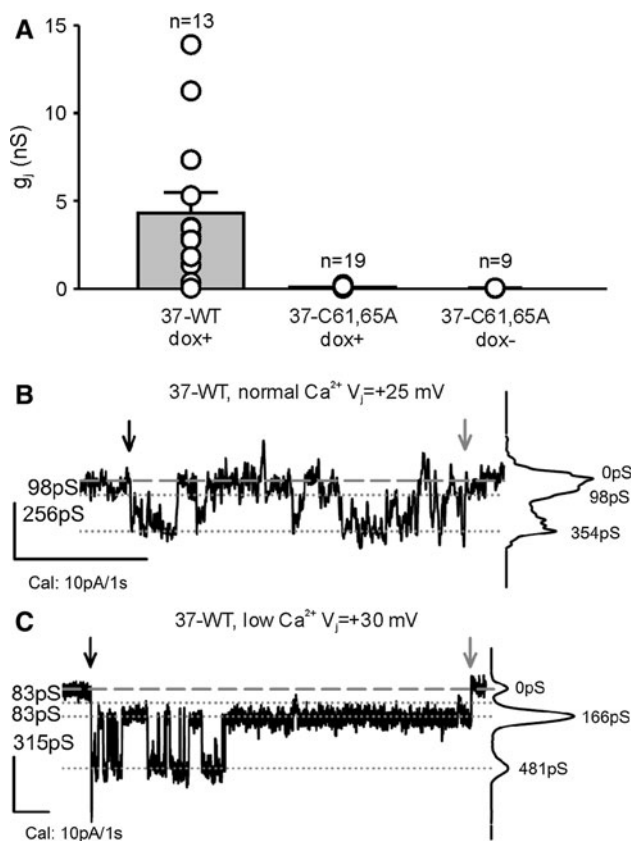 A
n=13
15
10
5
0
gj (nS)
n=19
n=9
37-WT
dox+
37-C61,65A
dox+
37-C61,65A
dox-
B
37-WT, normal Ca²⁺ Vj=+25 mV
98pS
256pS
0pS
98pS
354pS
Cal: 10pA/1s
C
37-WT, low Ca²⁺ Vj=+30 mV
83pS
83pS
315pS
0pS
166pS
481pS
Cal: 10pA/1s